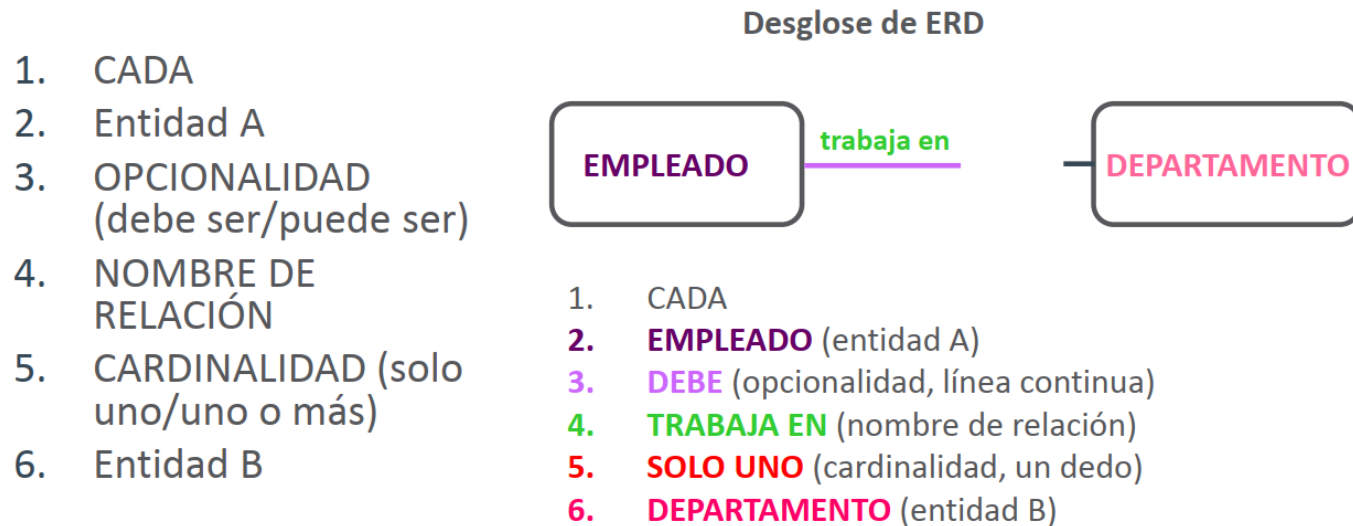 Desglose de ERD
1. CADA
2. Entidad A
3. OPCIONALIDAD
(debe ser/puede ser)
4. NOMBRE DE
RELACIÓN
5. CARDINALIDAD (solo
uno/uno o más)
6. Entidad B
EMPLEADO
trabaja en
DEPARTAMENTO
1. CADA
2. EMPLEADO (entidad A)
3. DEBE (opcionalidad, línea continua)
4. TRABAJA EN (nombre de relación)
5. SOLO UNO (cardinalidad, un dedo)
6. DEPARTAMENTO (entidad B)